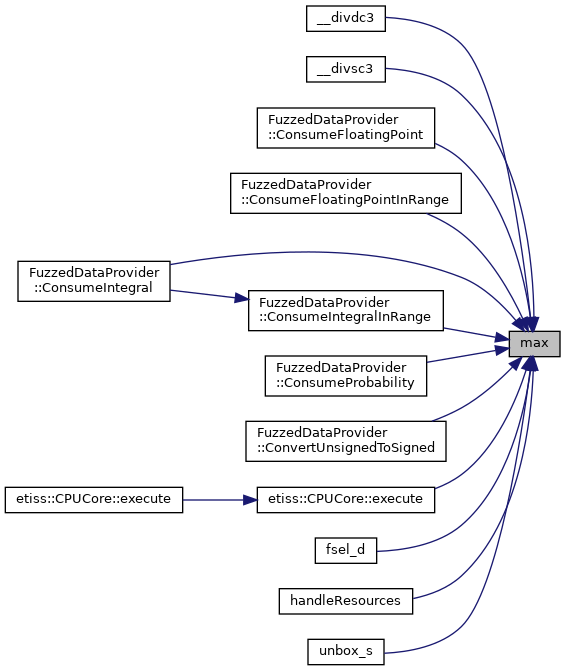 __divdc3
__divsc3
FuzzedDataProvider
::ConsumeFloatingPoint
FuzzedDataProvider
::ConsumeFloatingPointInRange
FuzzedDataProvider
::ConsumeIntegral
FuzzedDataProvider
::ConsumeIntegralInRange
max
FuzzedDataProvider
::ConsumeProbability
FuzzedDataProvider
::ConvertUnsignedToSigned
etiss::CPUCore::execute
etiss::CPUCore::execute
fsel_d
handleResources
unbox_s